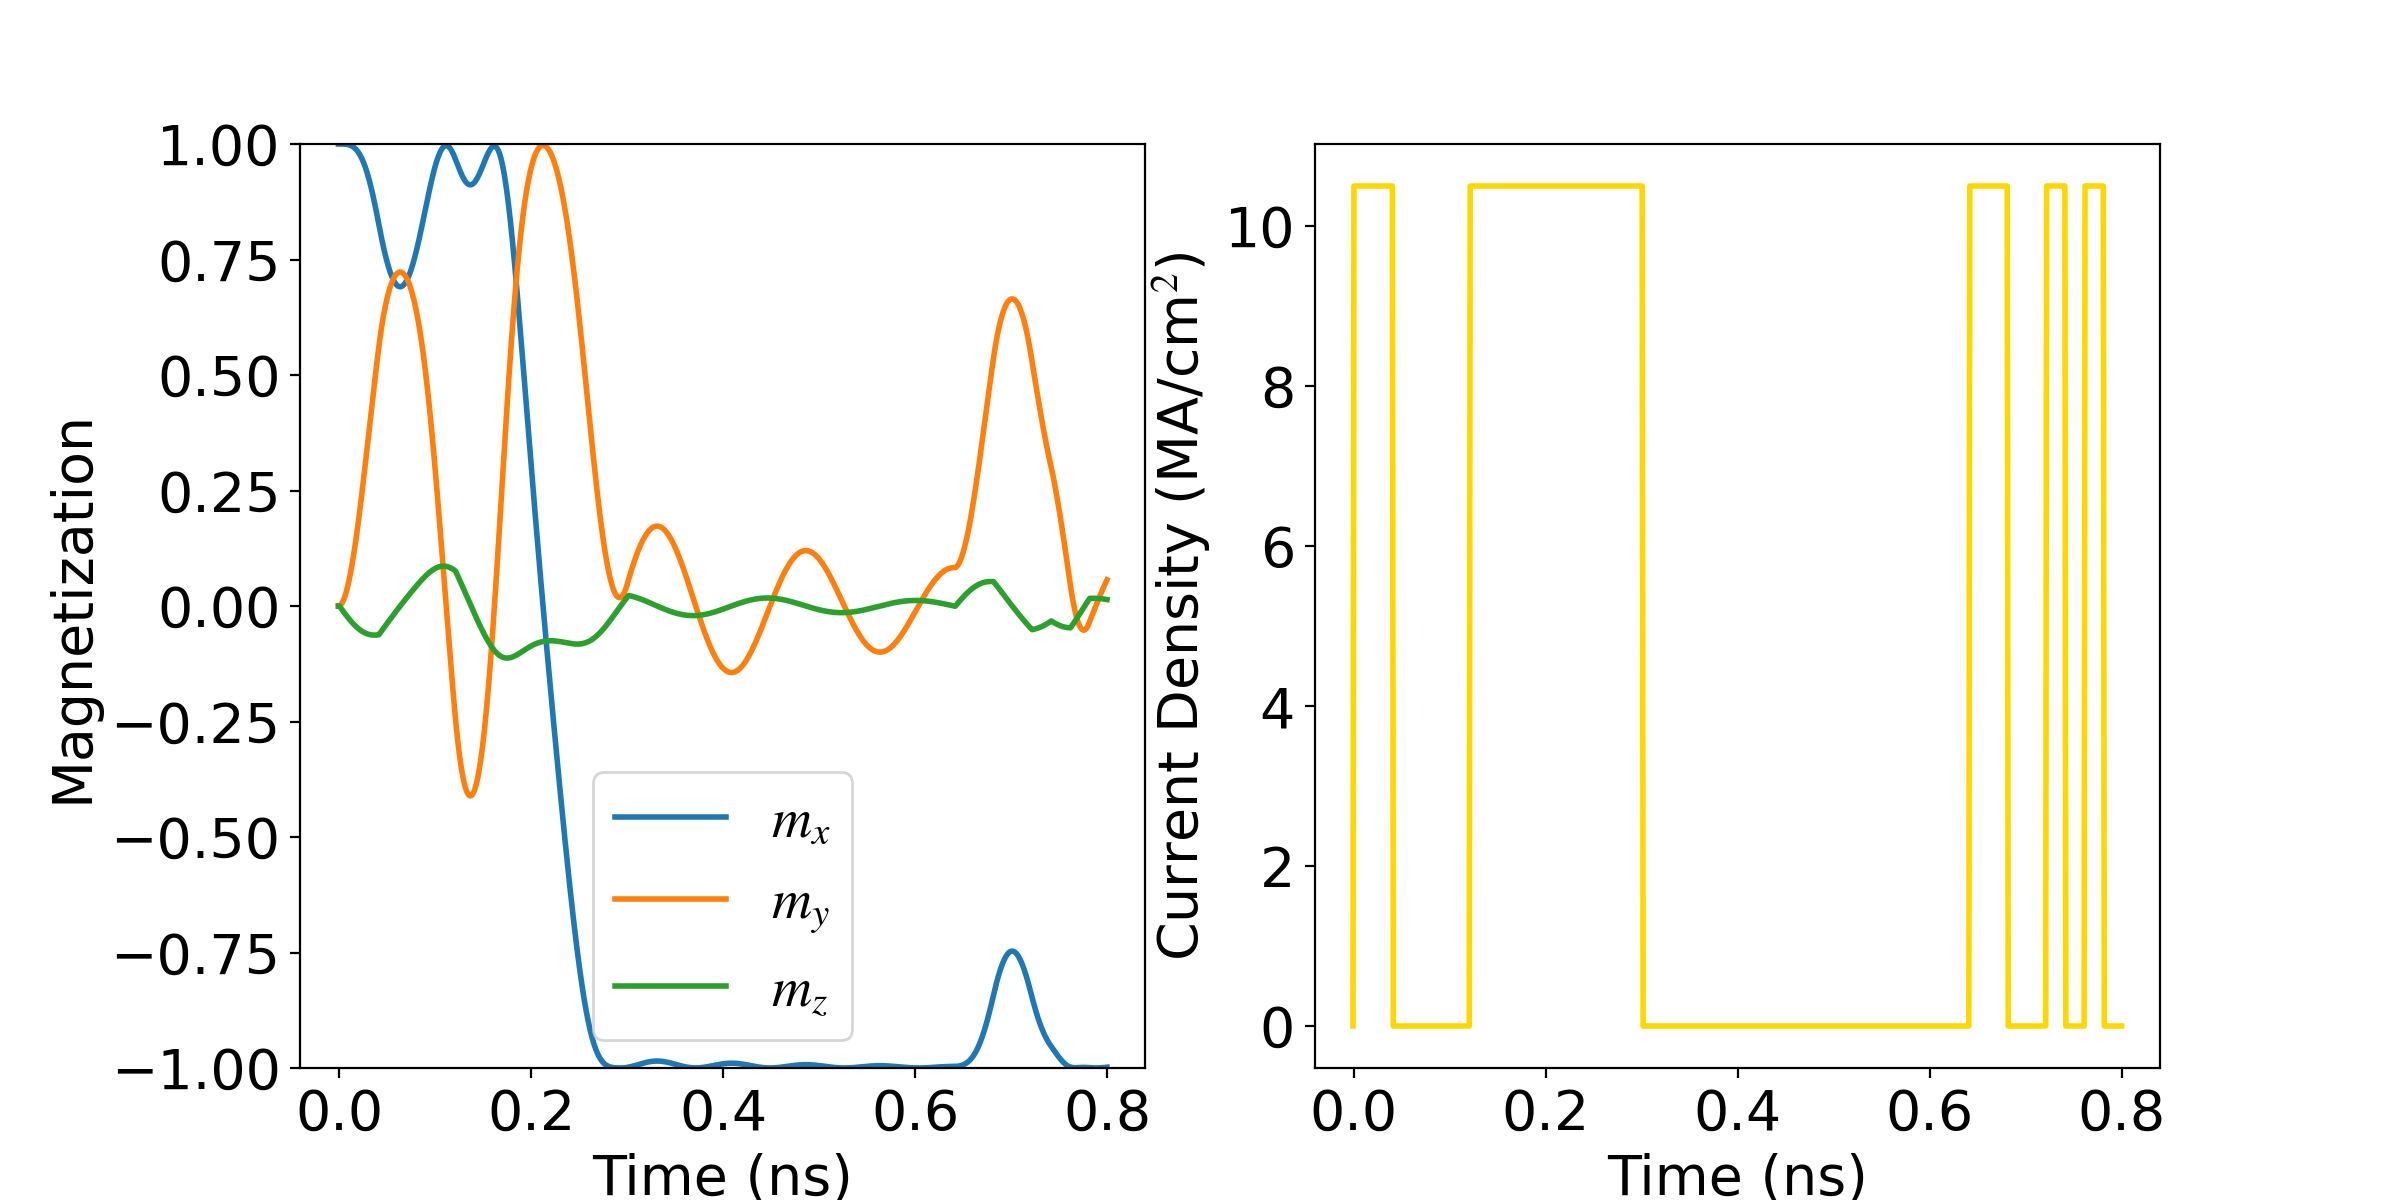 Magnetization
1.00
0.75
0.50
0.25
0.00
−0.25
−0.50
−0.75
−1.00
0.0 0.2 0.4 0.6 0.8
Time (ns)
m_x
m_y
m_z
Current Density (MA/cm²)
10
8
6
4
2
0
0.0 0.2 0.4 0.6 0.8
Time (ns)